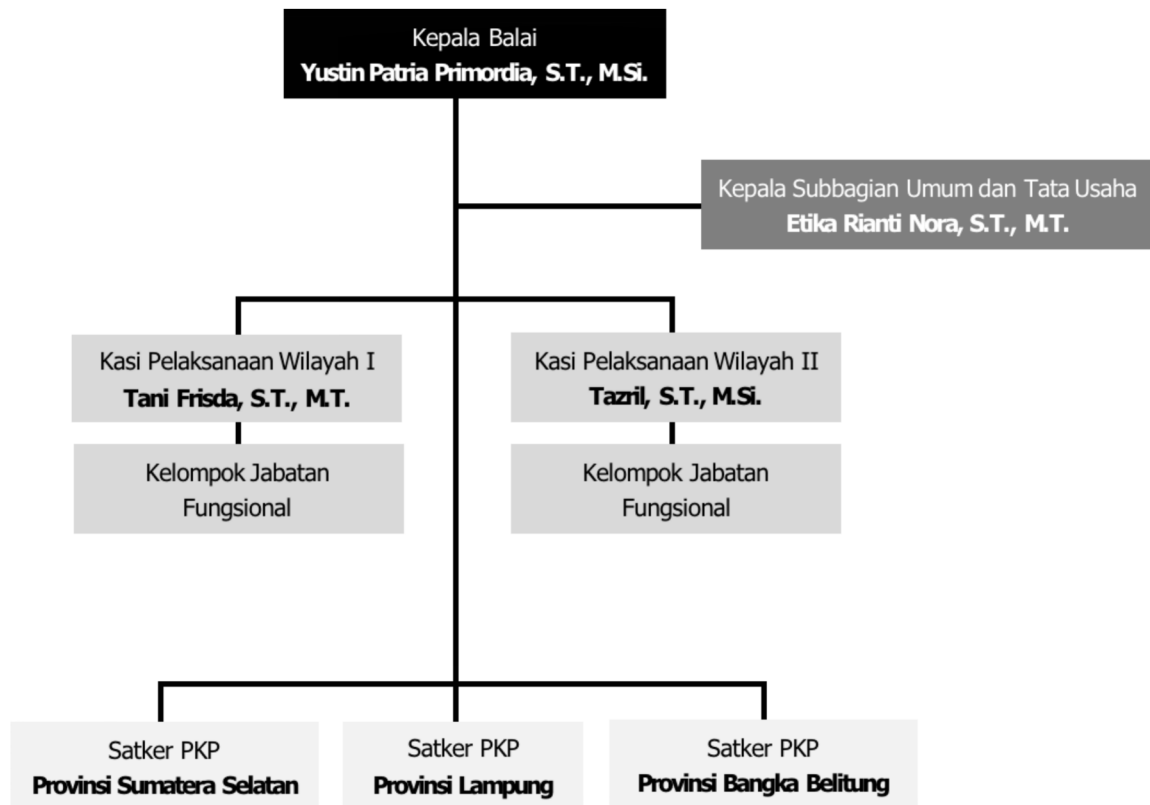 Kepala Balai
Yustin Patria Primordia, S.T., M.Si.
Kepala Subbagian Umum dan Tata Usaha
Etika Rianti Nora, S.T., M.T.
Kasi Pelaksanaan Wilayah I
Tani Frisda, S.T., M.T.
Kelompok Jabatan
Fungsional
Kasi Pelaksanaan Wilayah II
Tazril, S.T., M.Si.
Kelompok Jabatan
Fungsional
Satker PKP
Provinsi Sumatera Selatan
Satker PKP
Provinsi Lampung
Satker PKP
Provinsi Bangka Belitung